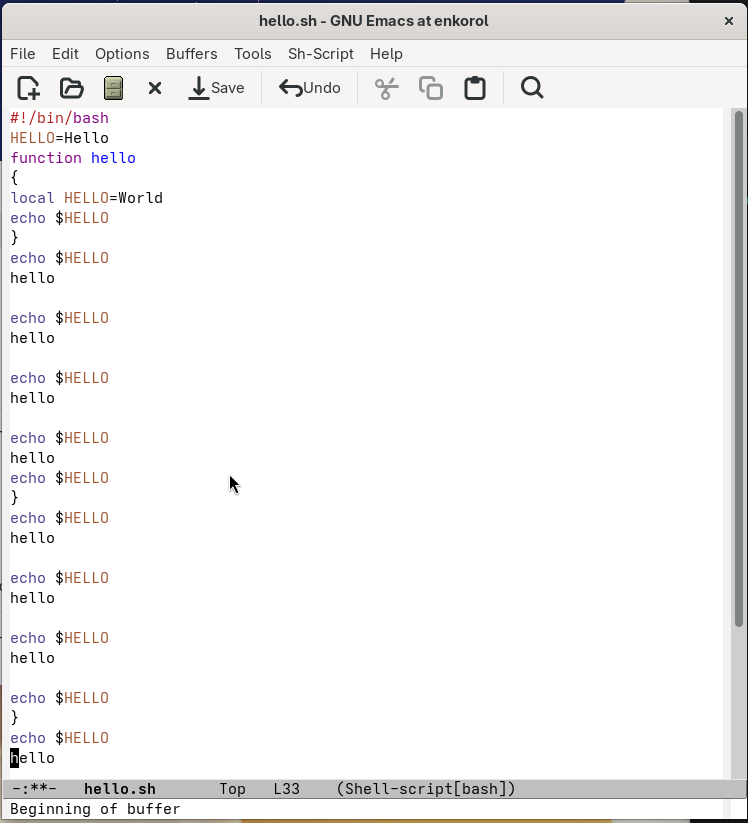 hello.sh - GNU Emacs at enkorol ×
File Edit Options Buffers Tools Sh-Script Help
Save Undo
#!/bin/bash
HELLO=Hello
function hello
{
local HELLO=World
echo $HELLO
}
echo $HELLO
hello

echo $HELLO
hello

echo $HELLO
hello

echo $HELLO
hello
echo $HELLO
}
echo $HELLO
hello

echo $HELLO
hello

echo $HELLO
hello

echo $HELLO
}
echo $HELLO
hello
-:**- hello.sh Top L33 (Shell-script[bash])
Beginning of buffer